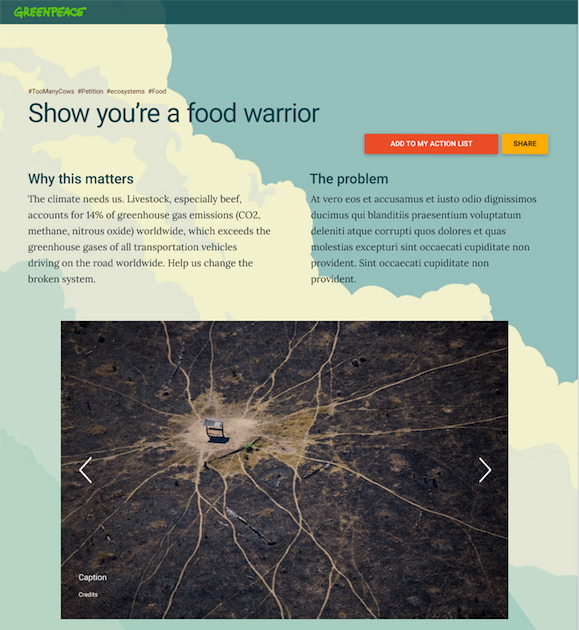 GREENPEACE
#TooManyCows #Petition #ecosystems #Food
Show you're a food warrior
ADD TO MY ACTION LIST
SHARE
Why this matters
The climate needs us. Livestock, especially beef,
accounts for 14% of greenhouse gas emissions (CO2,
methane, nitrous oxide) worldwide, which exceeds the
greenhouse gases of all transportation vehicles
driving on the road worldwide. Help us change the
broken system.
The problem
At vero eos et accusamus et iusto odio dignissimos
ducimus qui blanditiis praesentium voluptatum
deleniti atque corrupti quos dolores et quas
molestias excepturi sint occaecati cupiditate non
provident. Sint occaecati cupiditate non
provident.
Caption
Credits